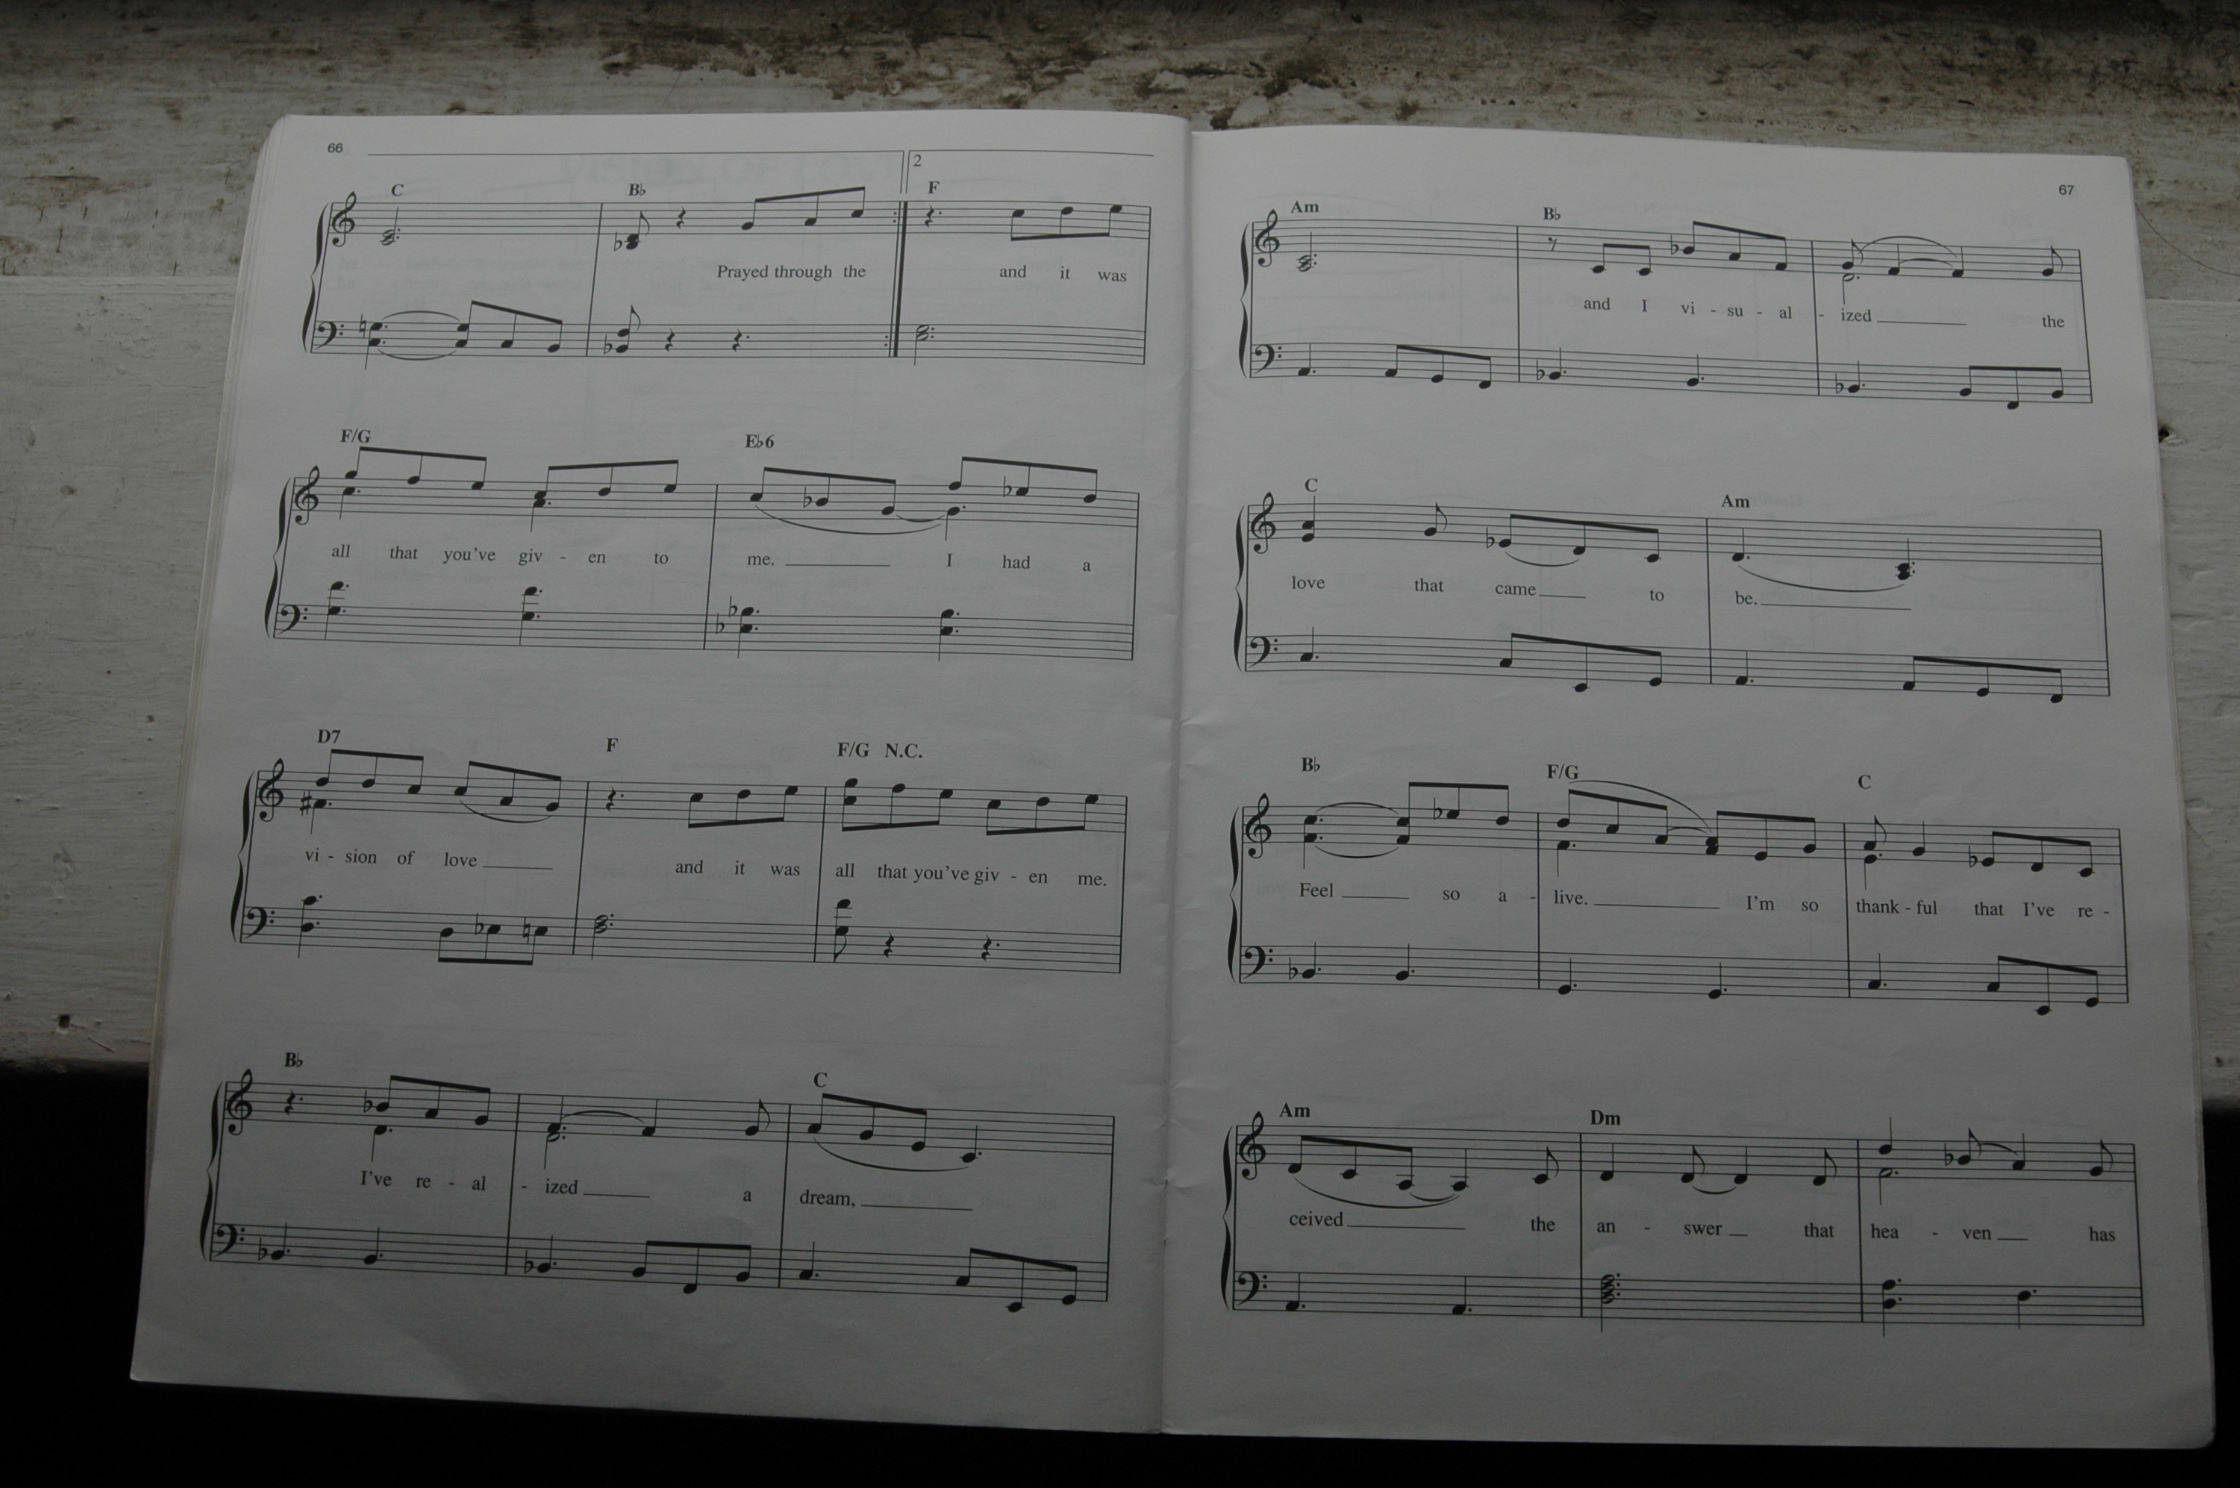 66
2
C B♭ F
Prayed through the and it was
F/G E♭6
all that you've giv - en to me. I had a
D7 F F/G N.C.
vi - sion of love and it was all that you've giv - en me.
B♭ C
I've re - al - ized a dream,
67
Am B♭
and I vi - su - al - ized the
C Am
love that came to be.
B♭ F/G C
Feel so a - live. I'm so thank - ful that I've re -
Am Dm
ceived the an - swer that hea - ven has